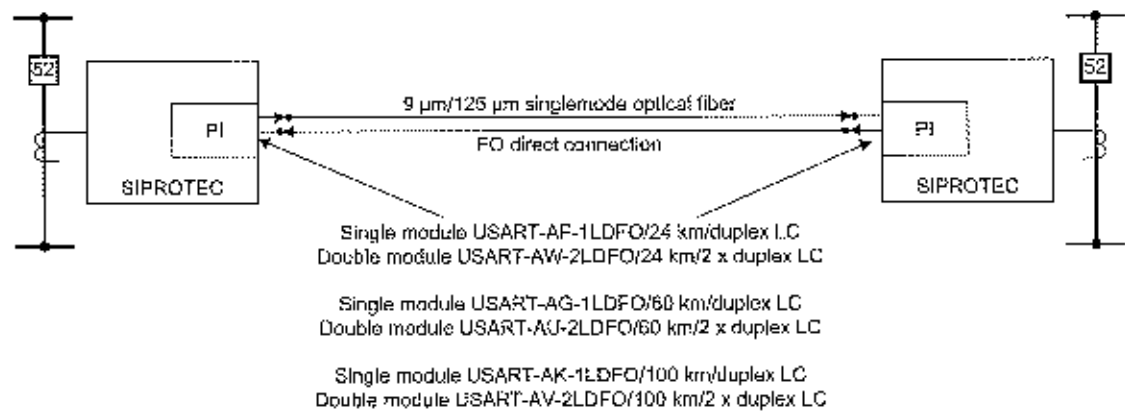 52
52
9 µm/125 µm singlemode optical fiber
PI
PI
FO direct connection
SIPROTEC
SIPROTEC
Single module USART-AF-1LDFO/24 km/duplex LC
Double module USART-AW-2LDFO/24 km/2 x duplex LC
Single module USART-AG-1LDFO/60 km/duplex LC
Double module USART-AU-2LDFO/60 km/2 x duplex LC
Single module USART-AK-1LDFO/100 km/duplex LC
Double module USART-AV-2LDFO/100 km/2 x duplex LC